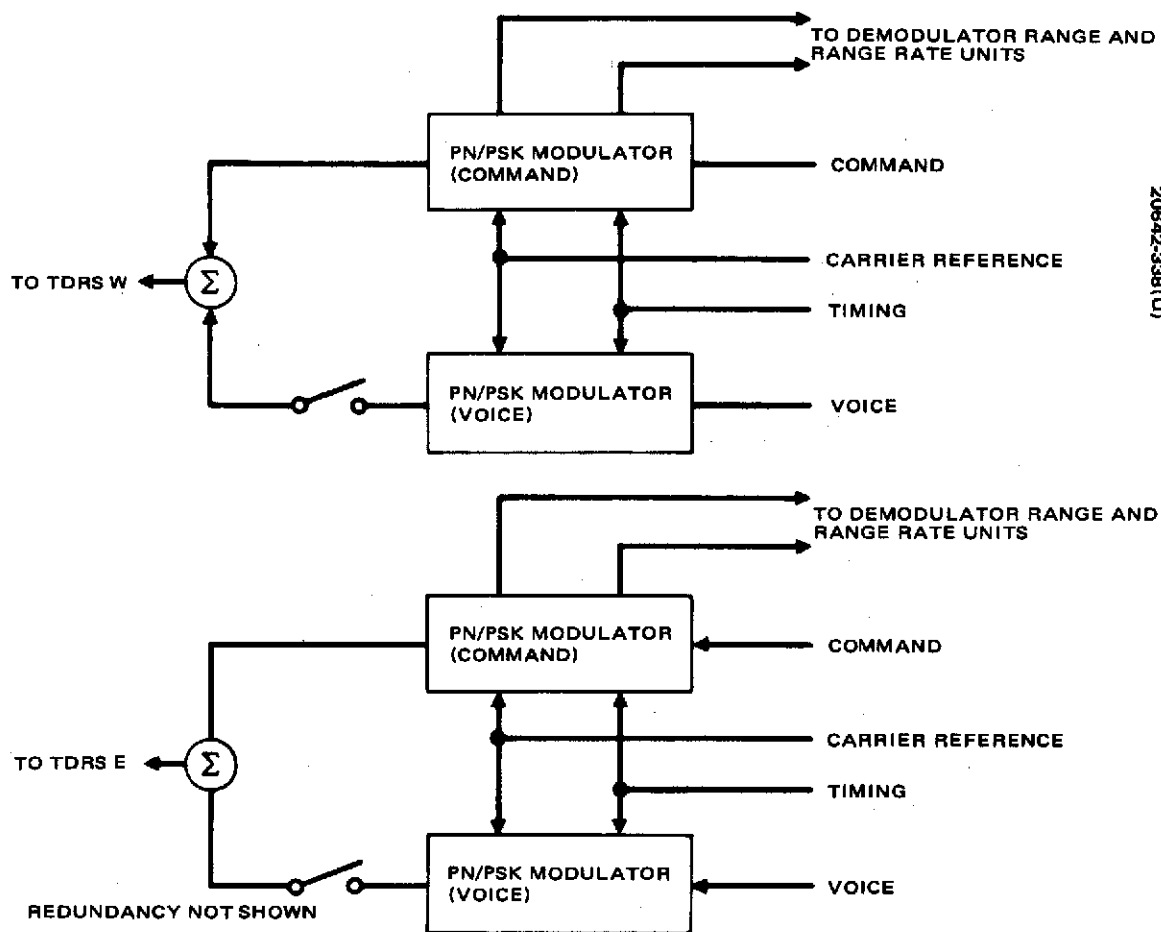 TO DEMODULATOR RANGE AND
RANGE RATE UNITS
PN/PSK MODULATOR
(COMMAND)
COMMAND
CARRIER REFERENCE
TO TDRS W
Σ
TIMING
PN/PSK MODULATOR
(VOICE)
VOICE
TO DEMODULATOR RANGE AND
RANGE RATE UNITS
PN/PSK MODULATOR
(COMMAND)
COMMAND
CARRIER REFERENCE
TO TDRS E
Σ
TIMING
PN/PSK MODULATOR
(VOICE)
VOICE
REDUNDANCY NOT SHOWN